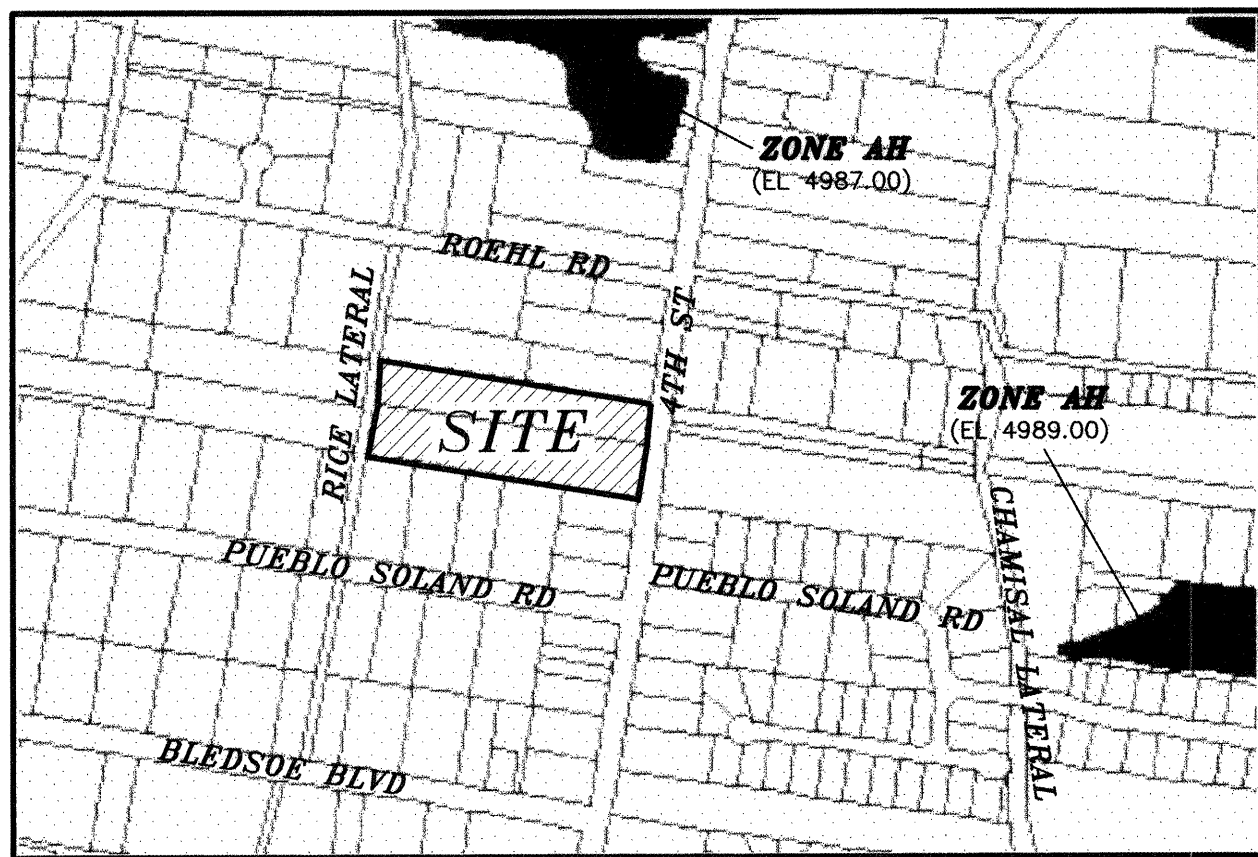 ZONE AH
(EL 4987.00)
ROEHL RD
RICE LATERAL
4TH ST
ZONE AH
(EL 4989.00)
SITE
CHAMISAL LATERAL
PUEBLO SOLAND RD
PUEBLO SOLAND RD
BLEDSOE BLVD